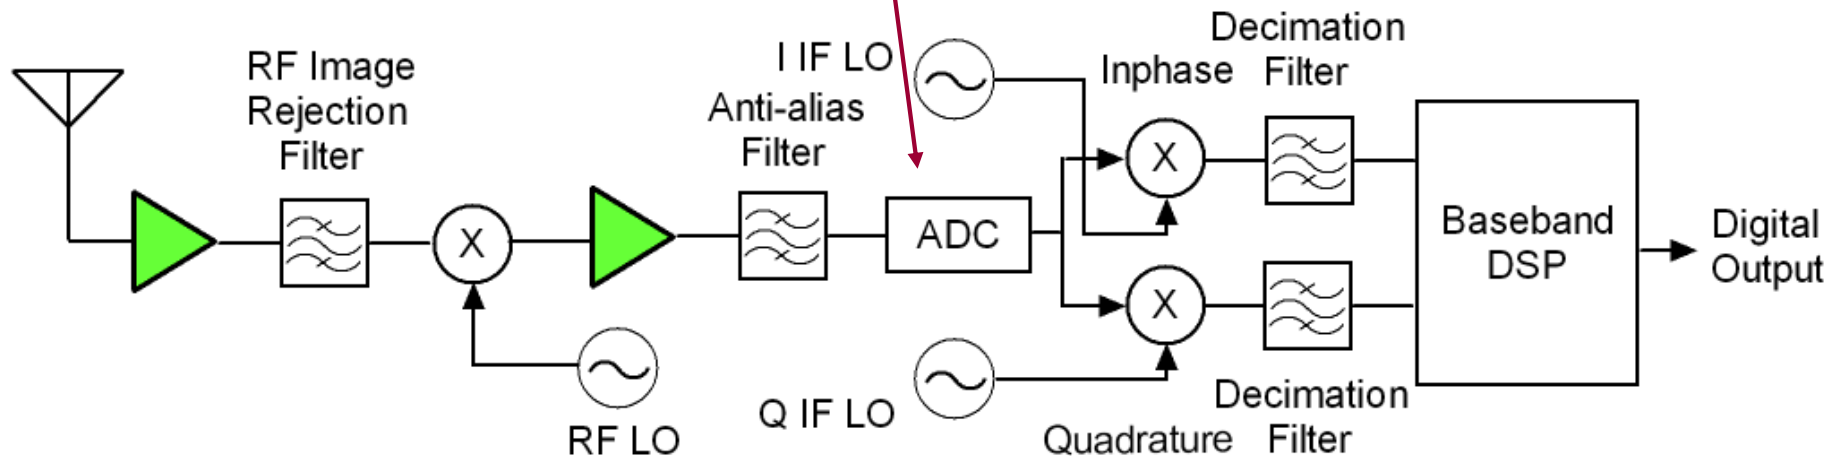 RF Image
Rejection
Filter
RF LO
Anti-alias
Filter
ADC
I IF LO
Q IF LO
Inphase
X
X
X
Quadrature
Decimation
Filter
Decimation
Filter
Baseband
DSP
Digital
Output